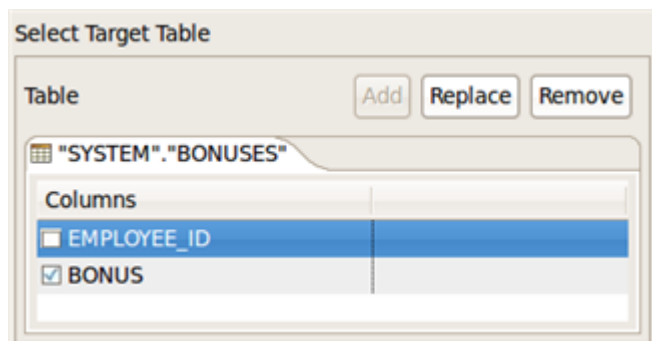 Select Target Table
Table Add Replace Remove
"SYSTEM"."BONUSES"
Columns
EMPLOYEE_ID
BONUS